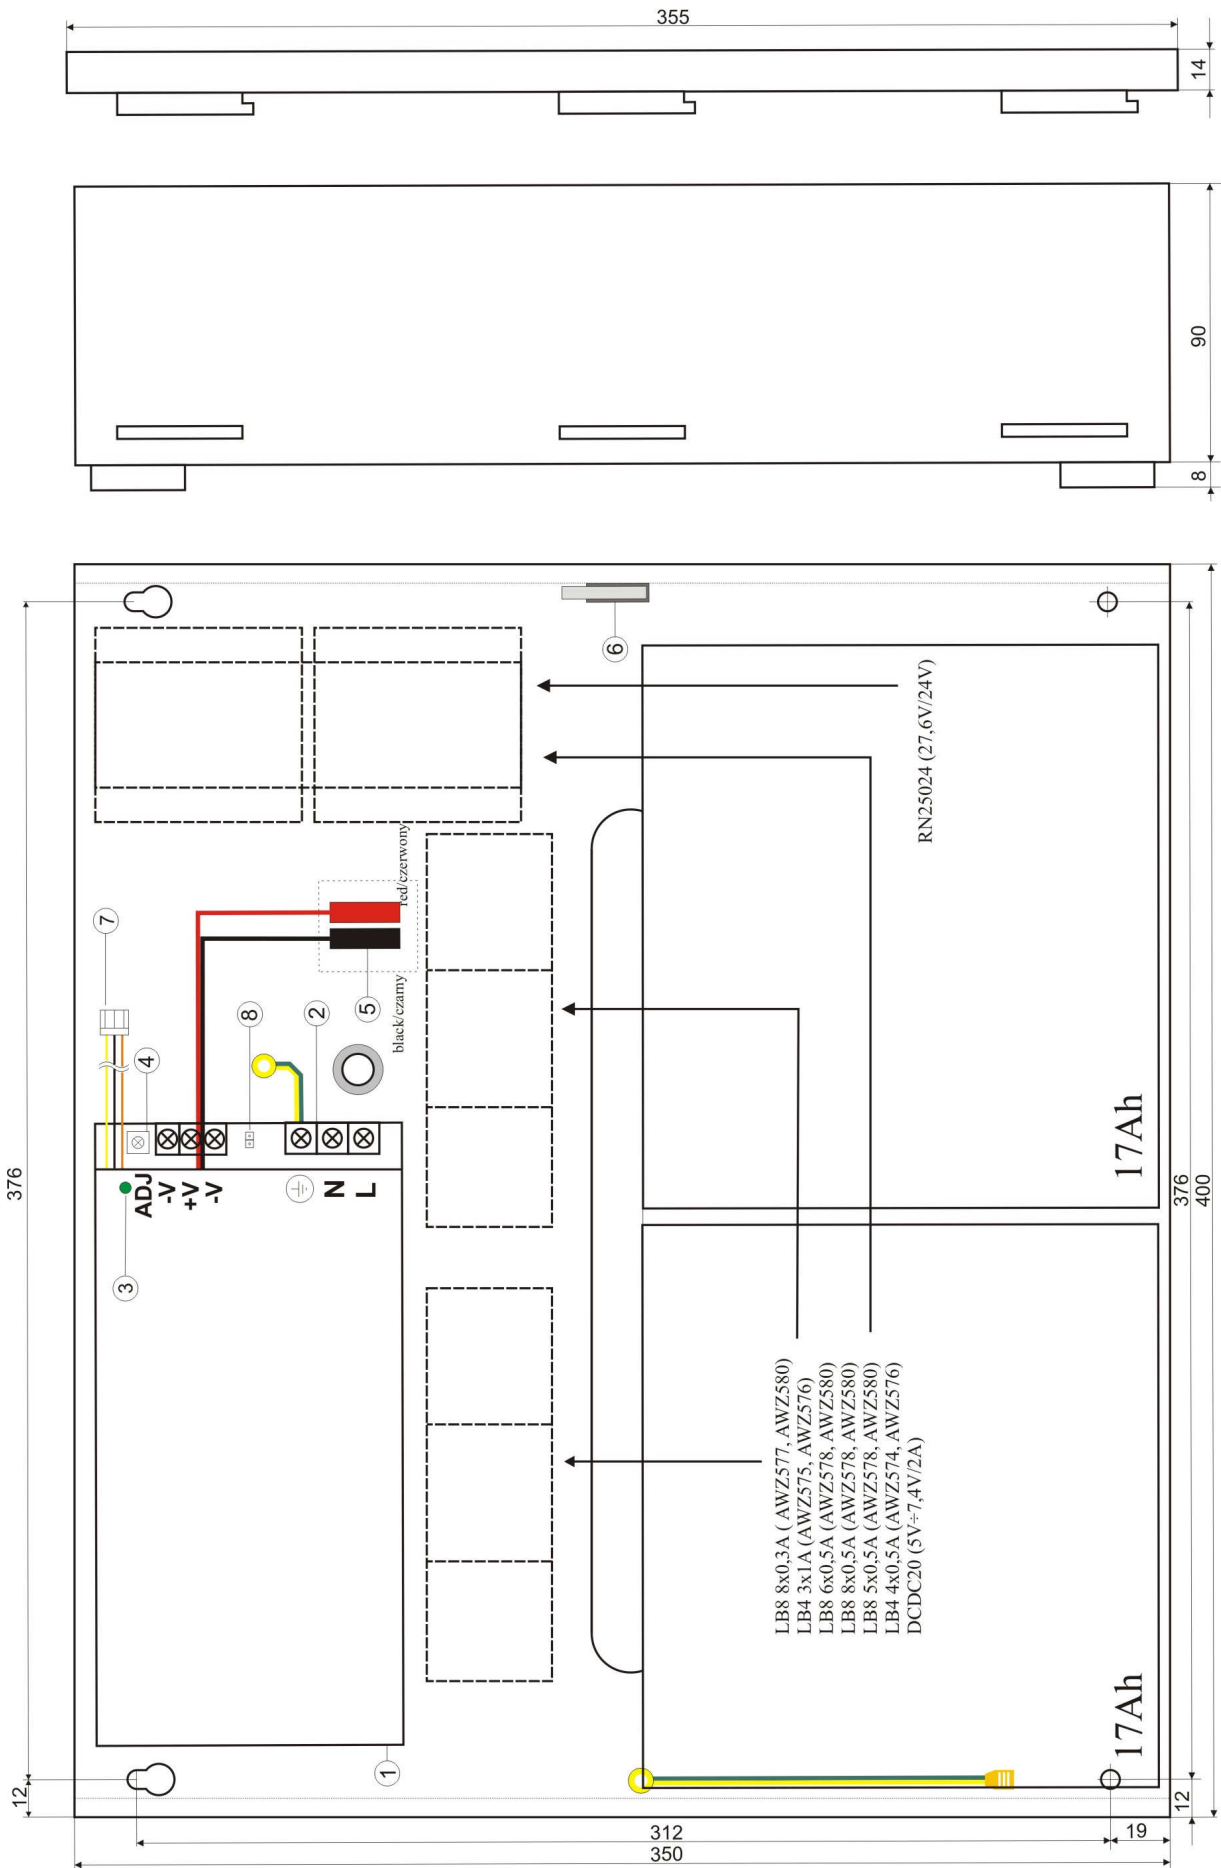 355
14
90
8
376
12
7
4
3
ADJ
-V
+V
-V
8
2
N
L
5
red/czerwony
black/czarny
1
6
RN25024 (27,6V/24V)
LB8 8x0,3A ( AWZ577, AWZ580)
LB4 3x1A (AWZ575, AWZ576)
LB8 6x0,5A (AWZ578, AWZ580)
LB8 8x0,5A (AWZ578, AWZ580)
LB8 5x0,5A (AWZ578, AWZ580)
LB4 4x0,5A (AWZ574, AWZ576)
DCDC20 (5V÷7,4V/2A)
17Ah
17Ah
376
400
12
312
19
350